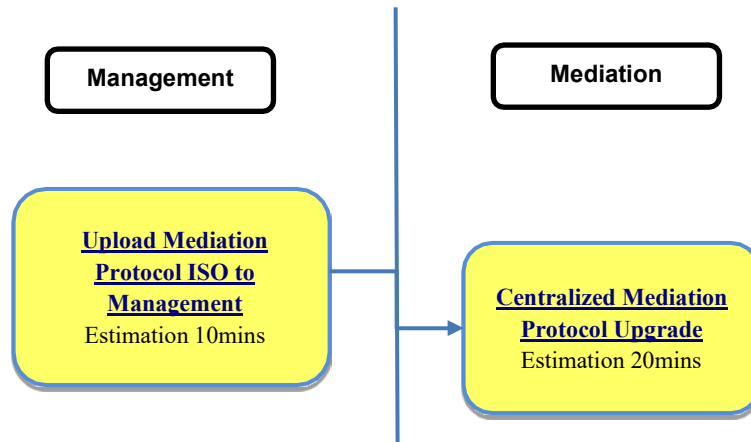 Management
Mediation
Upload Mediation
Protocol ISO to
Management
Estimation 10mins
Centralized Mediation
Protocol Upgrade
Estimation 20mins